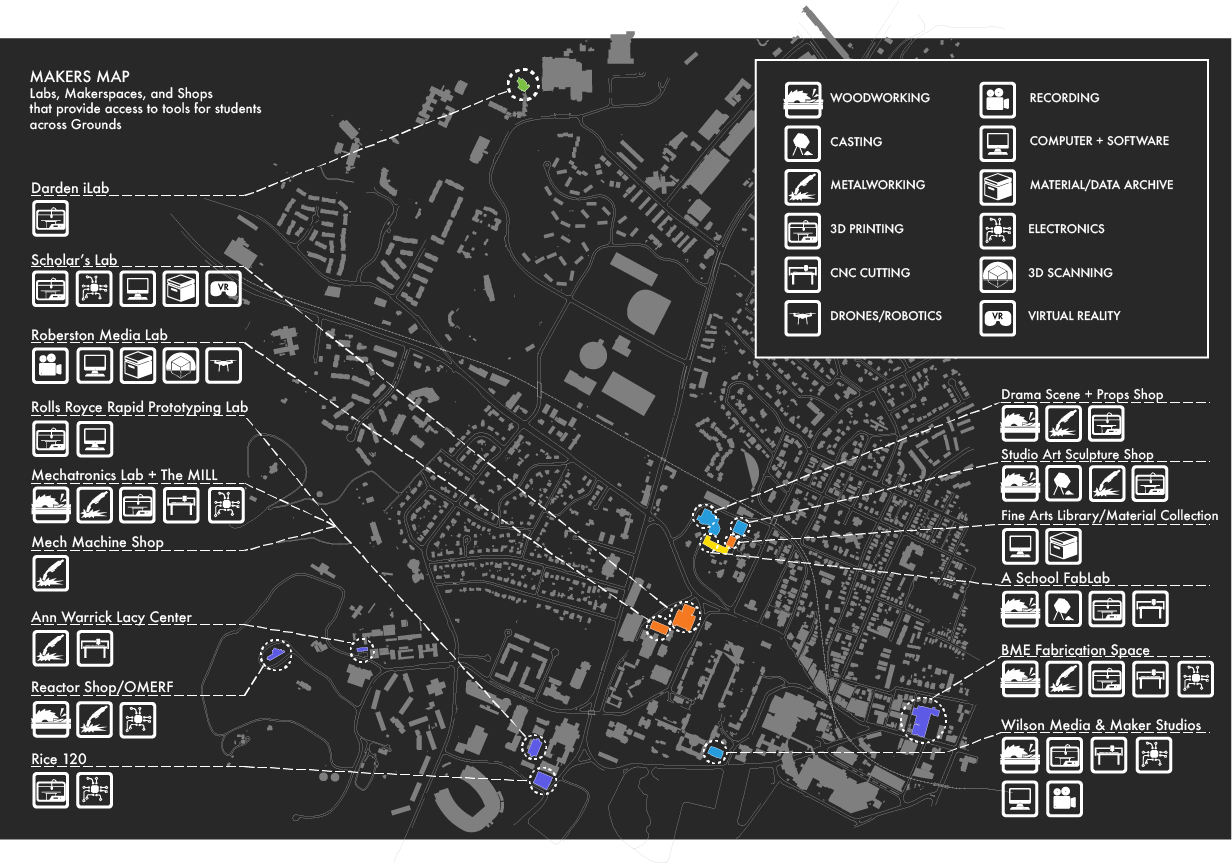 MAKERS MAP
Labs, Makerspaces, and Shops
that provide access to tools for students
across Grounds
Darden iLab
Scholar's Lab
VR
Roberston Media Lab
Rolls Royce Rapid Prototyping Lab
Mechatronics Lab + The MILL
Mech Machine Shop
Ann Warrick Lacy Center
Reactor Shop/OMERF
Rice 120
WOODWORKING
CASTING
METALWORKING
3D PRINTING
CNC CUTTING
DRONES/ROBOTICS
RECORDING
COMPUTER + SOFTWARE
MATERIAL/DATA ARCHIVE
ELECTRONICS
3D SCANNING
VR
VIRTUAL REALITY
Drama Scene + Props Shop
Studio Art Sculpture Shop
Fine Arts Library/Material Collection
A School FabLab
BME Fabrication Space
Wilson Media & Maker Studios